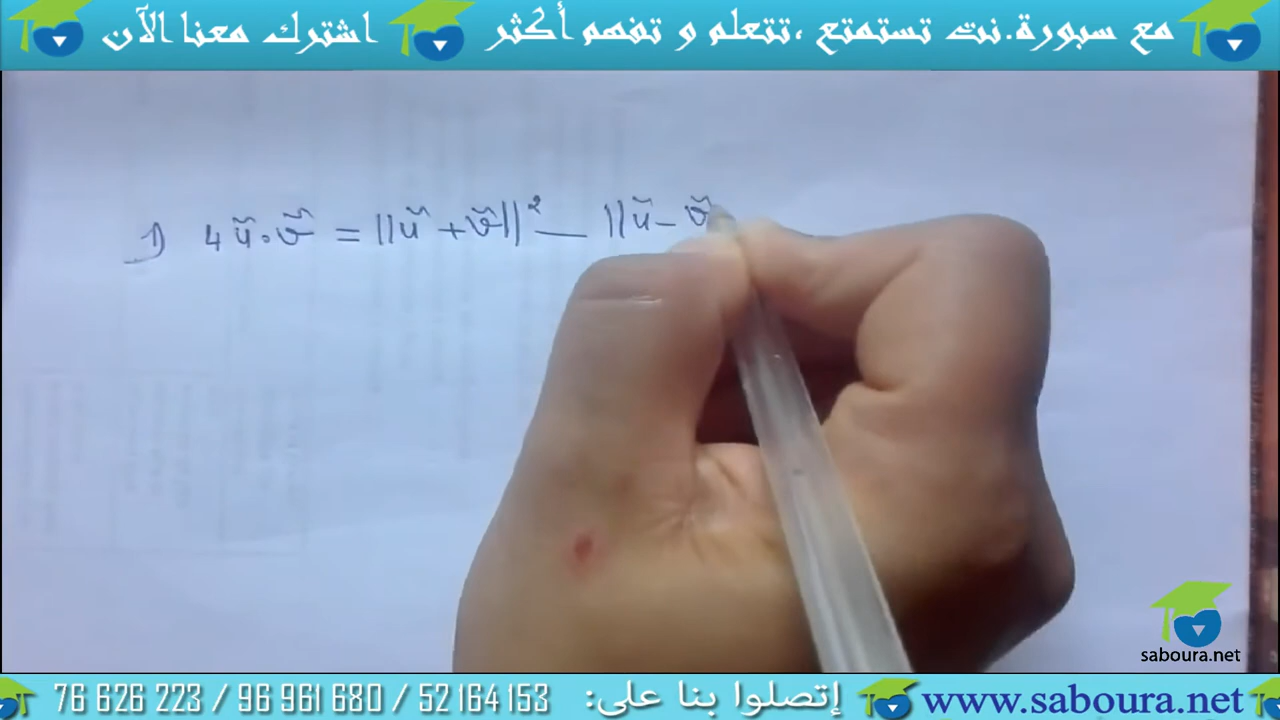 مع سبورة.نت تستمتع ،تتعلم و تفهم أكثر اشترك معنا الآن
1) 4 u⃗ . v⃗ = ||u⃗ + v⃗||² — ||u⃗ - v⃗
saboura.net
76 626 223 / 96 961 680 / 52 164 153 إتصلوا بنا على: www.saboura.net